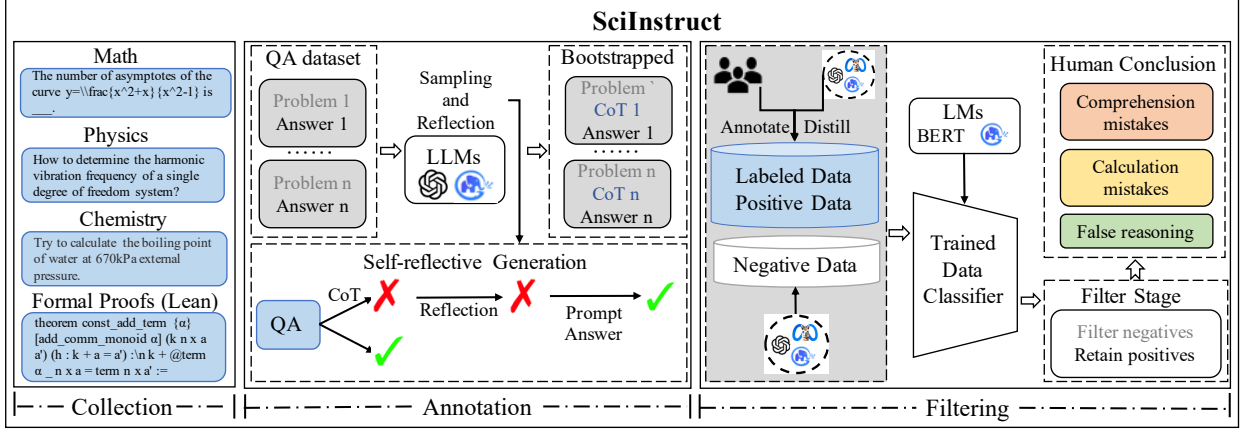 SciInstruct
Math
The number of asymptotes of the
curve y=\\frac{x^2+x}{x^2-1} is
___.
Physics
How to determine the harmonic
vibration frequency of a single
degree of freedom system?
Chemistry
Try to calculate the boiling point
of water at 670kPa external
pressure.
Formal Proofs (Lean)
theorem const_add_term {α}
[add_comm_monoid α] (k n x a
a') (h : k + a = a') :\n k + @term
α _ n x a = term n x a' :=
Collection
QA dataset
Problem 1
Answer 1
······
Problem n
Answer n
Sampling
and
Reflection
LLMs
Bootstrapped
Problem `
CoT 1
Answer 1
······
Problem n
CoT n
Answer n
Self-reflective Generation
QA
CoT
Reflection
Prompt
Answer
Annotation
Annotate
Distill
Labeled Data
Positive Data
Negative Data
LMs
BERT
Trained
Data
Classifier
Human Conclusion
Comprehension
mistakes
Calculation
mistakes
False reasoning
Filter Stage
Filter negatives
Retain positives
Filtering